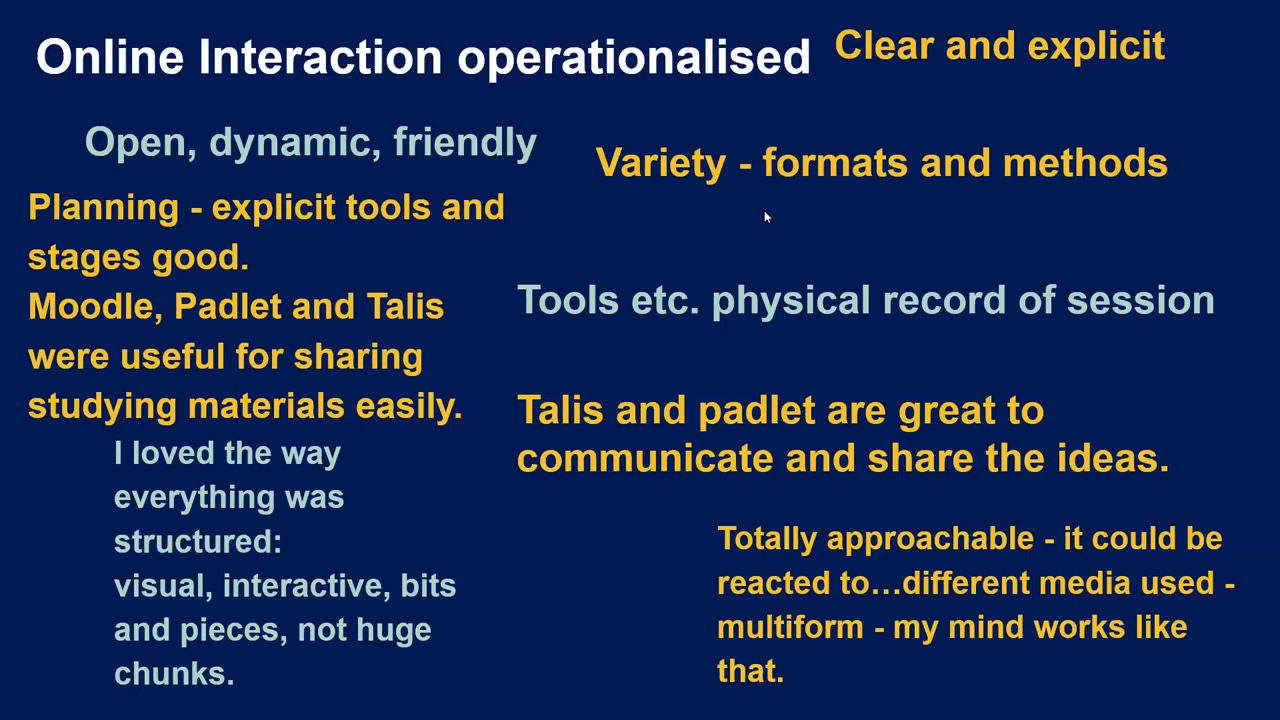 Online Interaction operationalised
Clear and explicit
Open, dynamic, friendly
Variety - formats and methods
Planning - explicit tools and
stages good.
Moodle, Padlet and Talis
were useful for sharing
studying materials easily.
Tools etc. physical record of session
Talis and padlet are great to
communicate and share the ideas.
I loved the way
everything was
structured:
visual, interactive, bits
and pieces, not huge
chunks.
Totally approachable - it could be
reacted to…different media used -
multiform - my mind works like
that.